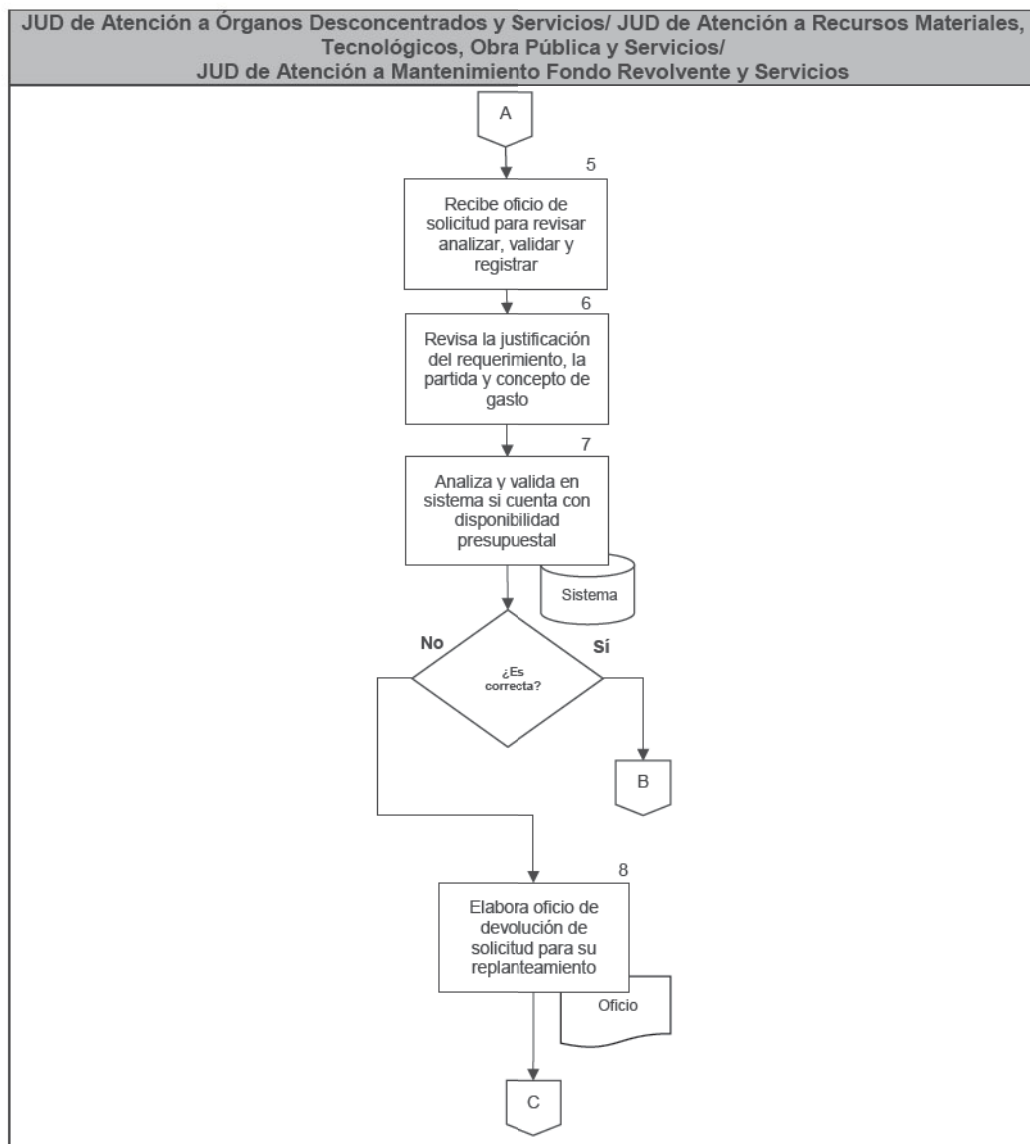 JUD de Atención a Órganos Desconcentrados y Servicios/ JUD de Atención a Recursos Materiales,
Tecnológicos, Obra Pública y Servicios/
JUD de Atención a Mantenimiento Fondo Revolvente y Servicios
A
5
Recibe oficio de
solicitud para revisar
analizar, validar y
registrar
6
Revisa la justificación
del requerimiento, la
partida y concepto de
gasto
7
Analiza y valida en
sistema si cuenta con
disponibilidad
presupuestal
Sistema
No
Sí
¿Es
correcta?
B
8
Elabora oficio de
devolución de
solicitud para su
replanteamiento
Oficio
C